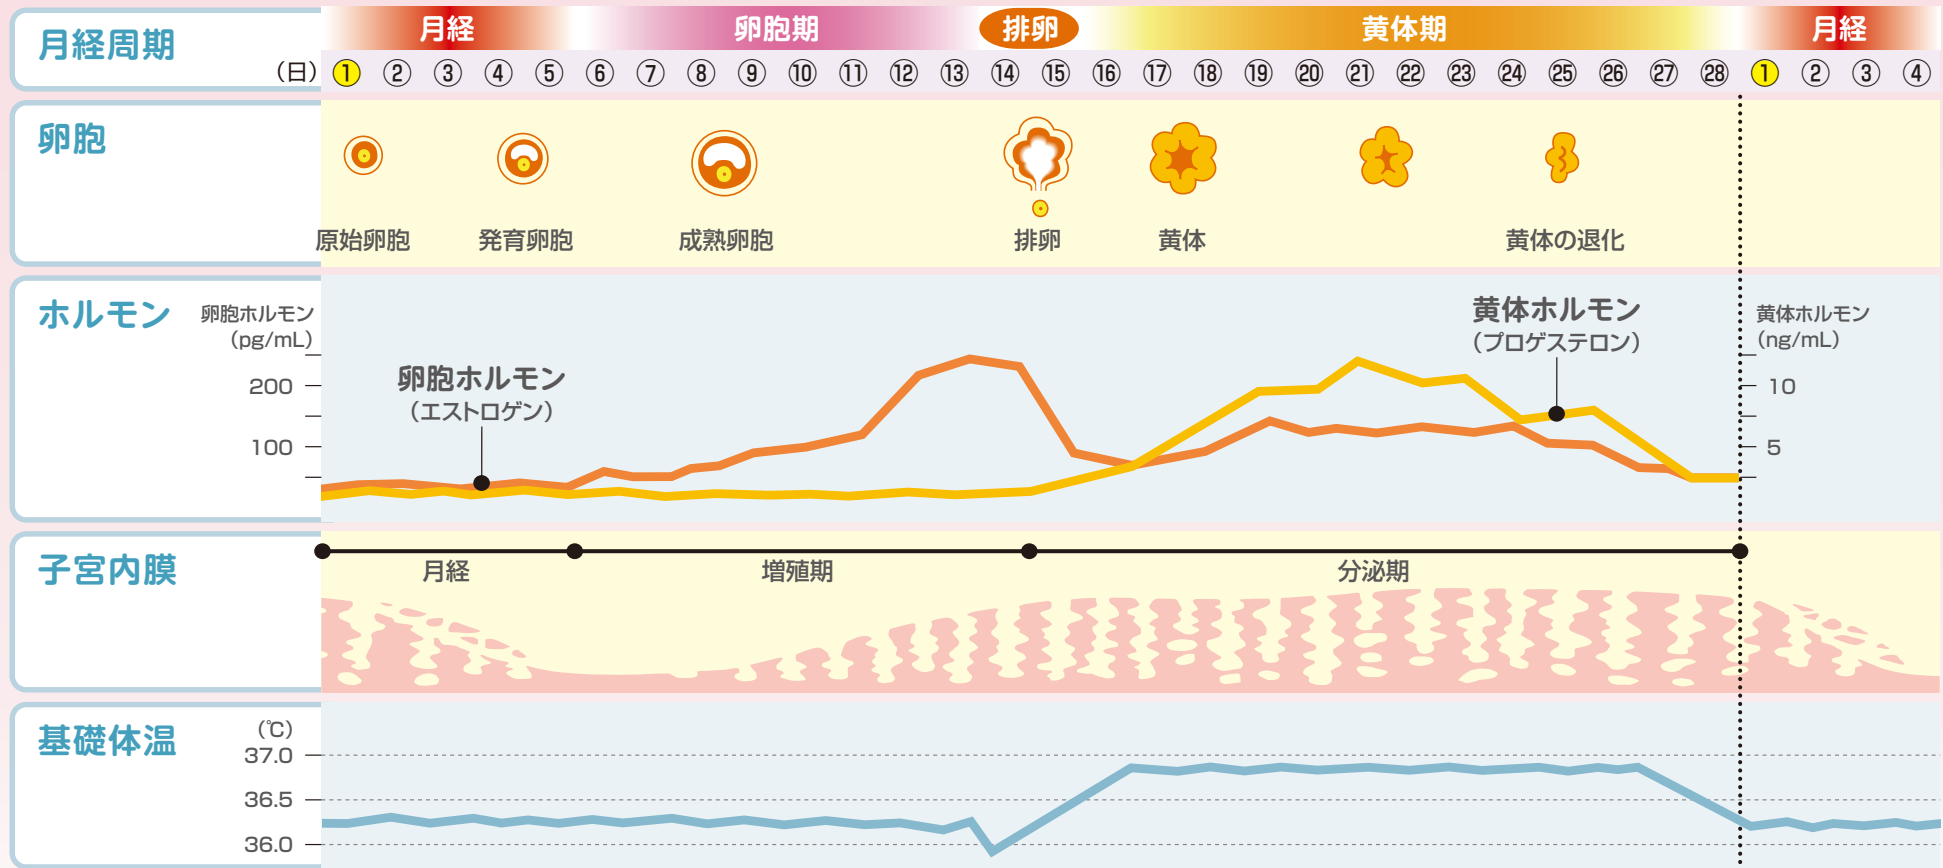 月経周期
月経 卵胞期 排卵 黄体期 月経
(日) ① ② ③ ④ ⑤ ⑥ ⑦ ⑧ ⑨ ⑩ ⑪ ⑫ ⑬ ⑭ ⑮ ⑯ ⑰ ⑱ ⑲ ⑳ ㉑ ㉒ ㉓ ㉔ ㉕ ㉖ ㉗ ㉘ ① ② ③ ④
卵胞
原始卵胞 発育卵胞 成熟卵胞 排卵 黄体 黄体の退化
ホルモン
卵胞ホルモン
(pg/mL)
200
100
卵胞ホルモン
(エストロゲン)
黄体ホルモン
(プロゲステロン)
黄体ホルモン
(ng/mL)
10
5
子宮内膜
月経 増殖期 分泌期
基礎体温
(℃)
37.0
36.5
36.0